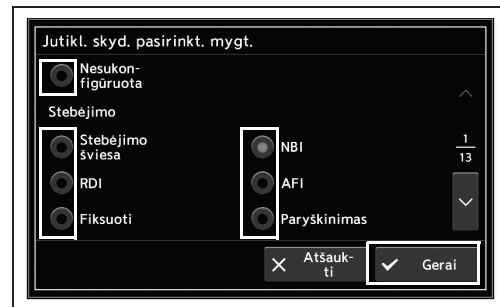 Jutikl. skyd. pasirinkt. mygt.
Nesukon-
figūruota
Stebėjimo
Stebėjimo
šviesa
NBI
1
13
RDI
AFI
Fiksuoti
Paryškinimas
Atšauk-
ti
Gerai